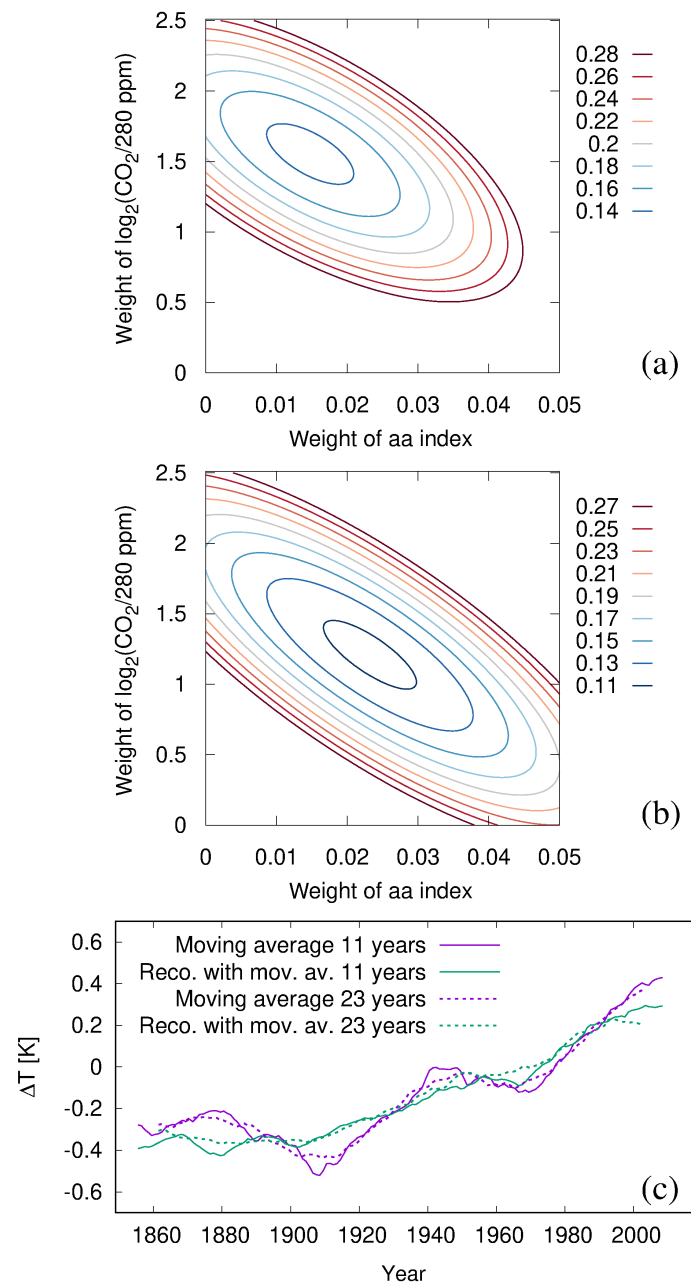 2.5
2
1.5
1
0.5
0
0 0.01 0.02 0.03 0.04 0.05
Weight of log2(CO2/280 ppm)
Weight of aa index
0.28
0.26
0.24
0.22
0.2
0.18
0.16
0.14
(a)
2.5
2
1.5
1
0.5
0
0 0.01 0.02 0.03 0.04 0.05
Weight of log2(CO2/280 ppm)
Weight of aa index
0.27
0.25
0.23
0.21
0.19
0.17
0.15
0.13
0.11
(b)
0.6
0.4
0.2
0
-0.2
-0.4
-0.6
ΔT [K]
Moving average 11 years
Reco. with mov. av. 11 years
Moving average 23 years
Reco. with mov. av. 23 years
(c)
1860 1880 1900 1920 1940 1960 1980 2000
Year